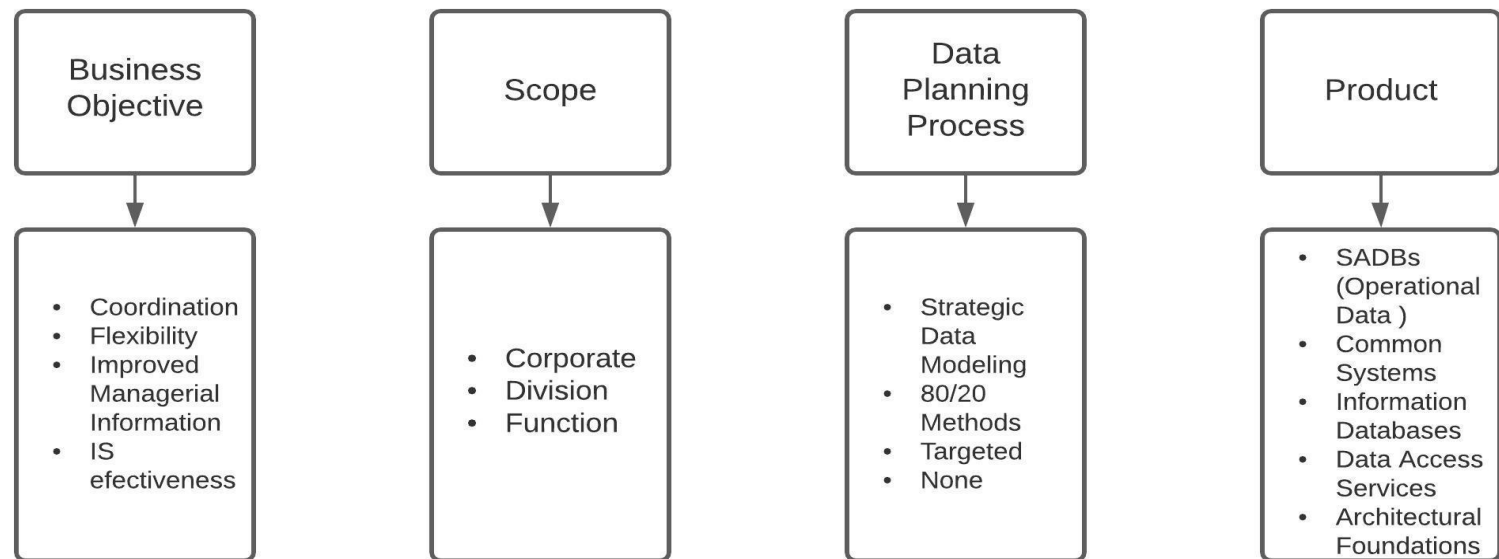 Business
Objective
Scope
Data
Planning
Process
Product
• Coordination
• Flexibility
• Improved
Managerial
Information
• IS
efectiveness
• Corporate
• Division
• Function
• Strategic
Data
Modeling
• 80/20
Methods
• Targeted
• None
• SADBs
(Operational
Data )
• Common
Systems
• Information
Databases
• Data Access
Services
• Architectural
Foundations